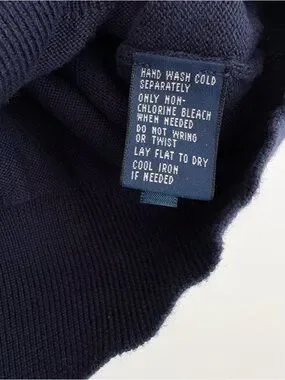 HAND WASH COLD
SEPARATELY
ONLY NON-
CHLORINE BLEACH
WHEN NEEDED
DO NOT WRING
OR TWIST
LAY FLAT TO DRY
COOL IRON
IF NEEDED